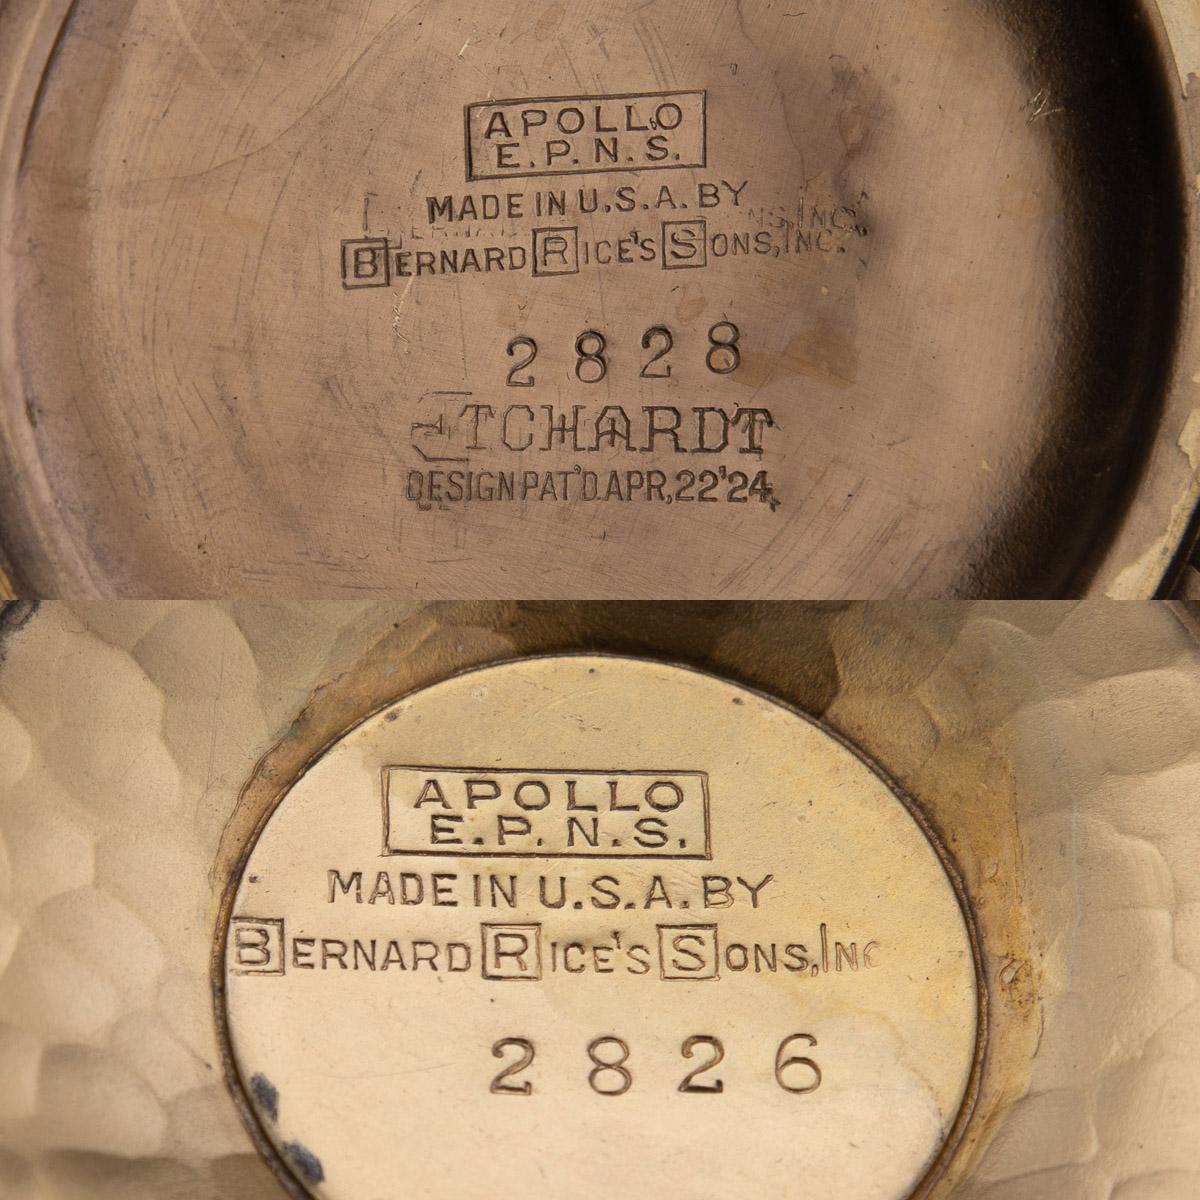 APOLLO
E.P.N.S.
MADE IN U.S.A. BY
BERNARD RICE'S SONS, INC.
2828
ETCHARDT
DESIGN PAT'D. APR, 22'24,
APOLLO
E.P.N.S.
MADE IN U.S.A. BY
BERNARD RICE'S SONS, INC
2826